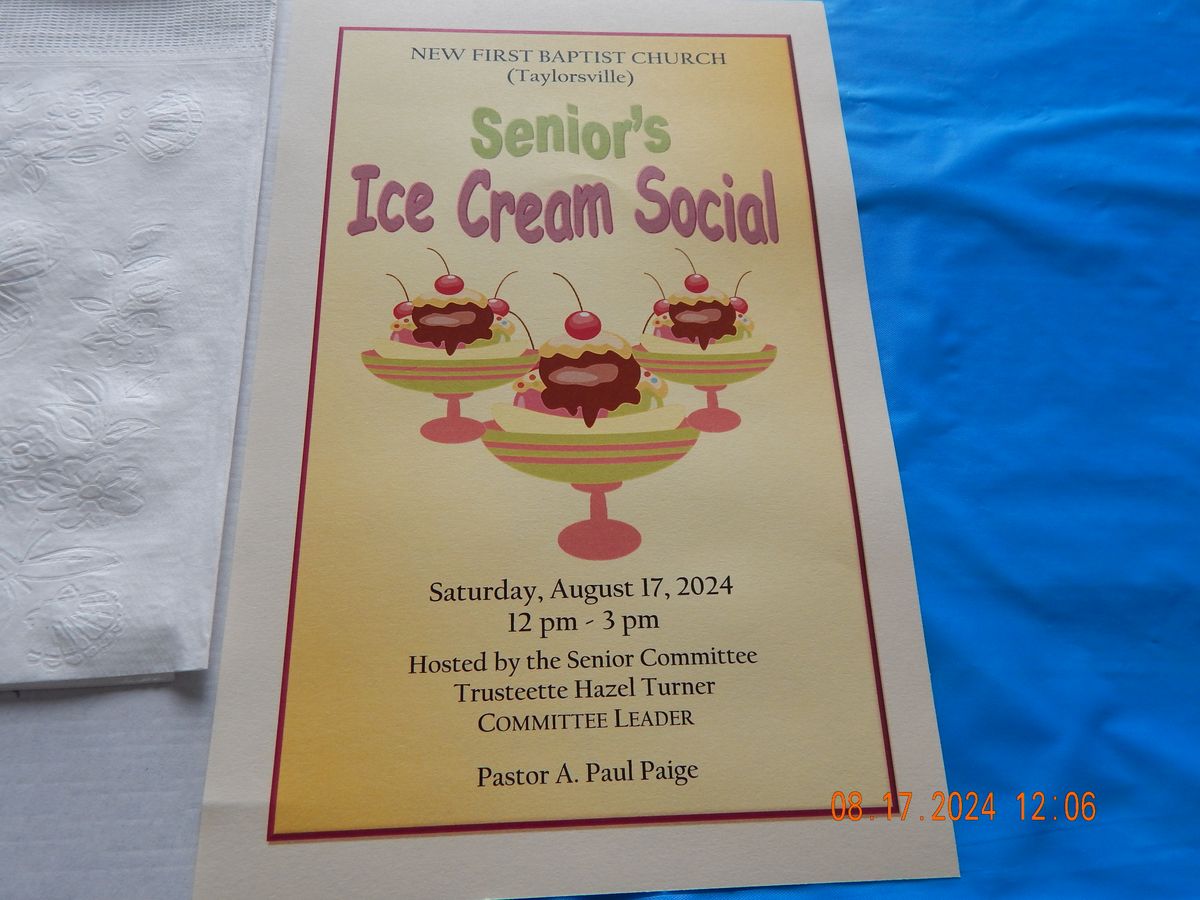 NEW FIRST BAPTIST CHURCH
(Taylorsville)
Senior's
Ice Cream Social
Saturday, August 17, 2024
12 pm - 3 pm
Hosted by the Senior Committee
Trusteette Hazel Turner
COMMITTEE LEADER
Pastor A. Paul Paige
08.17.2024 12:06